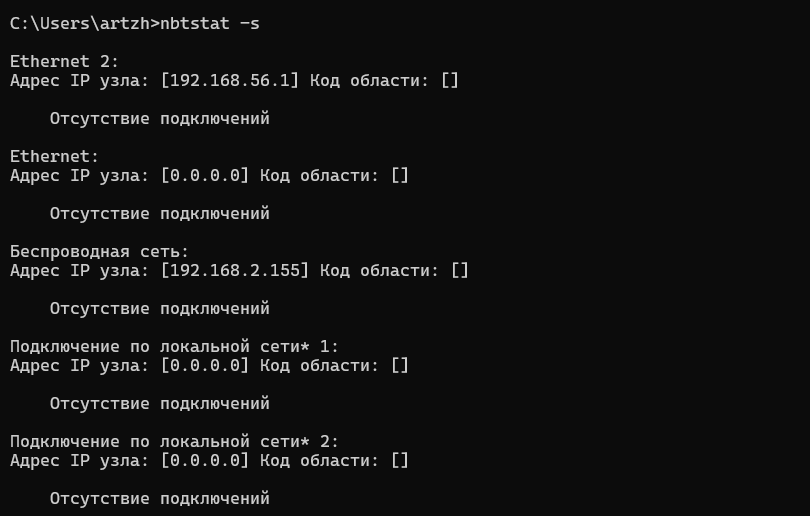 C:\Users\artzh>nbtstat -s
Ethernet 2:
Адрес IP узла: [192.168.56.1] Код области: []
Отсутствие подключений
Ethernet:
Адрес IP узла: [0.0.0.0] Код области: []
Отсутствие подключений
Беспроводная сеть:
Адрес IP узла: [192.168.2.155] Код области: []
Отсутствие подключений
Подключение по локальной сети* 1:
Адрес IP узла: [0.0.0.0] Код области: []
Отсутствие подключений
Подключение по локальной сети* 2:
Адрес IP узла: [0.0.0.0] Код области: []
Отсутствие подключений